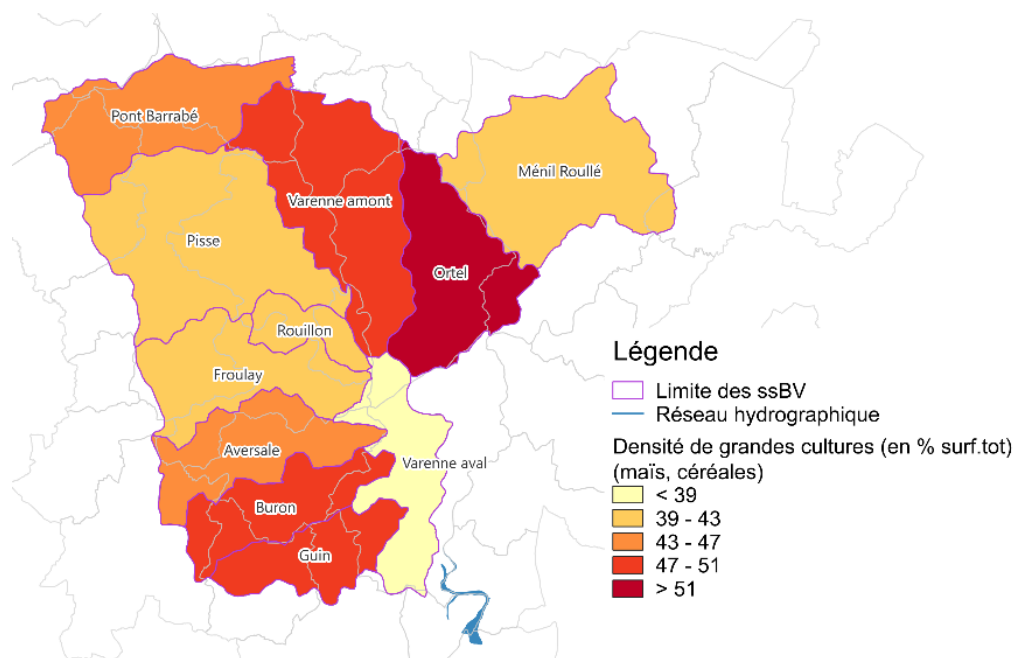 Pont Barrabé
Ménil Roullé
Varenne amont
Pisse
Ortel
Rouillon
Froulay
Aversale
Varenne aval
Buron
Guin
Légende
Limite des ssBV
Réseau hydrographique
Densité de grandes cultures (en % surf.tot)
(maïs, céréales)
< 39
39 - 43
43 - 47
47 - 51
> 51